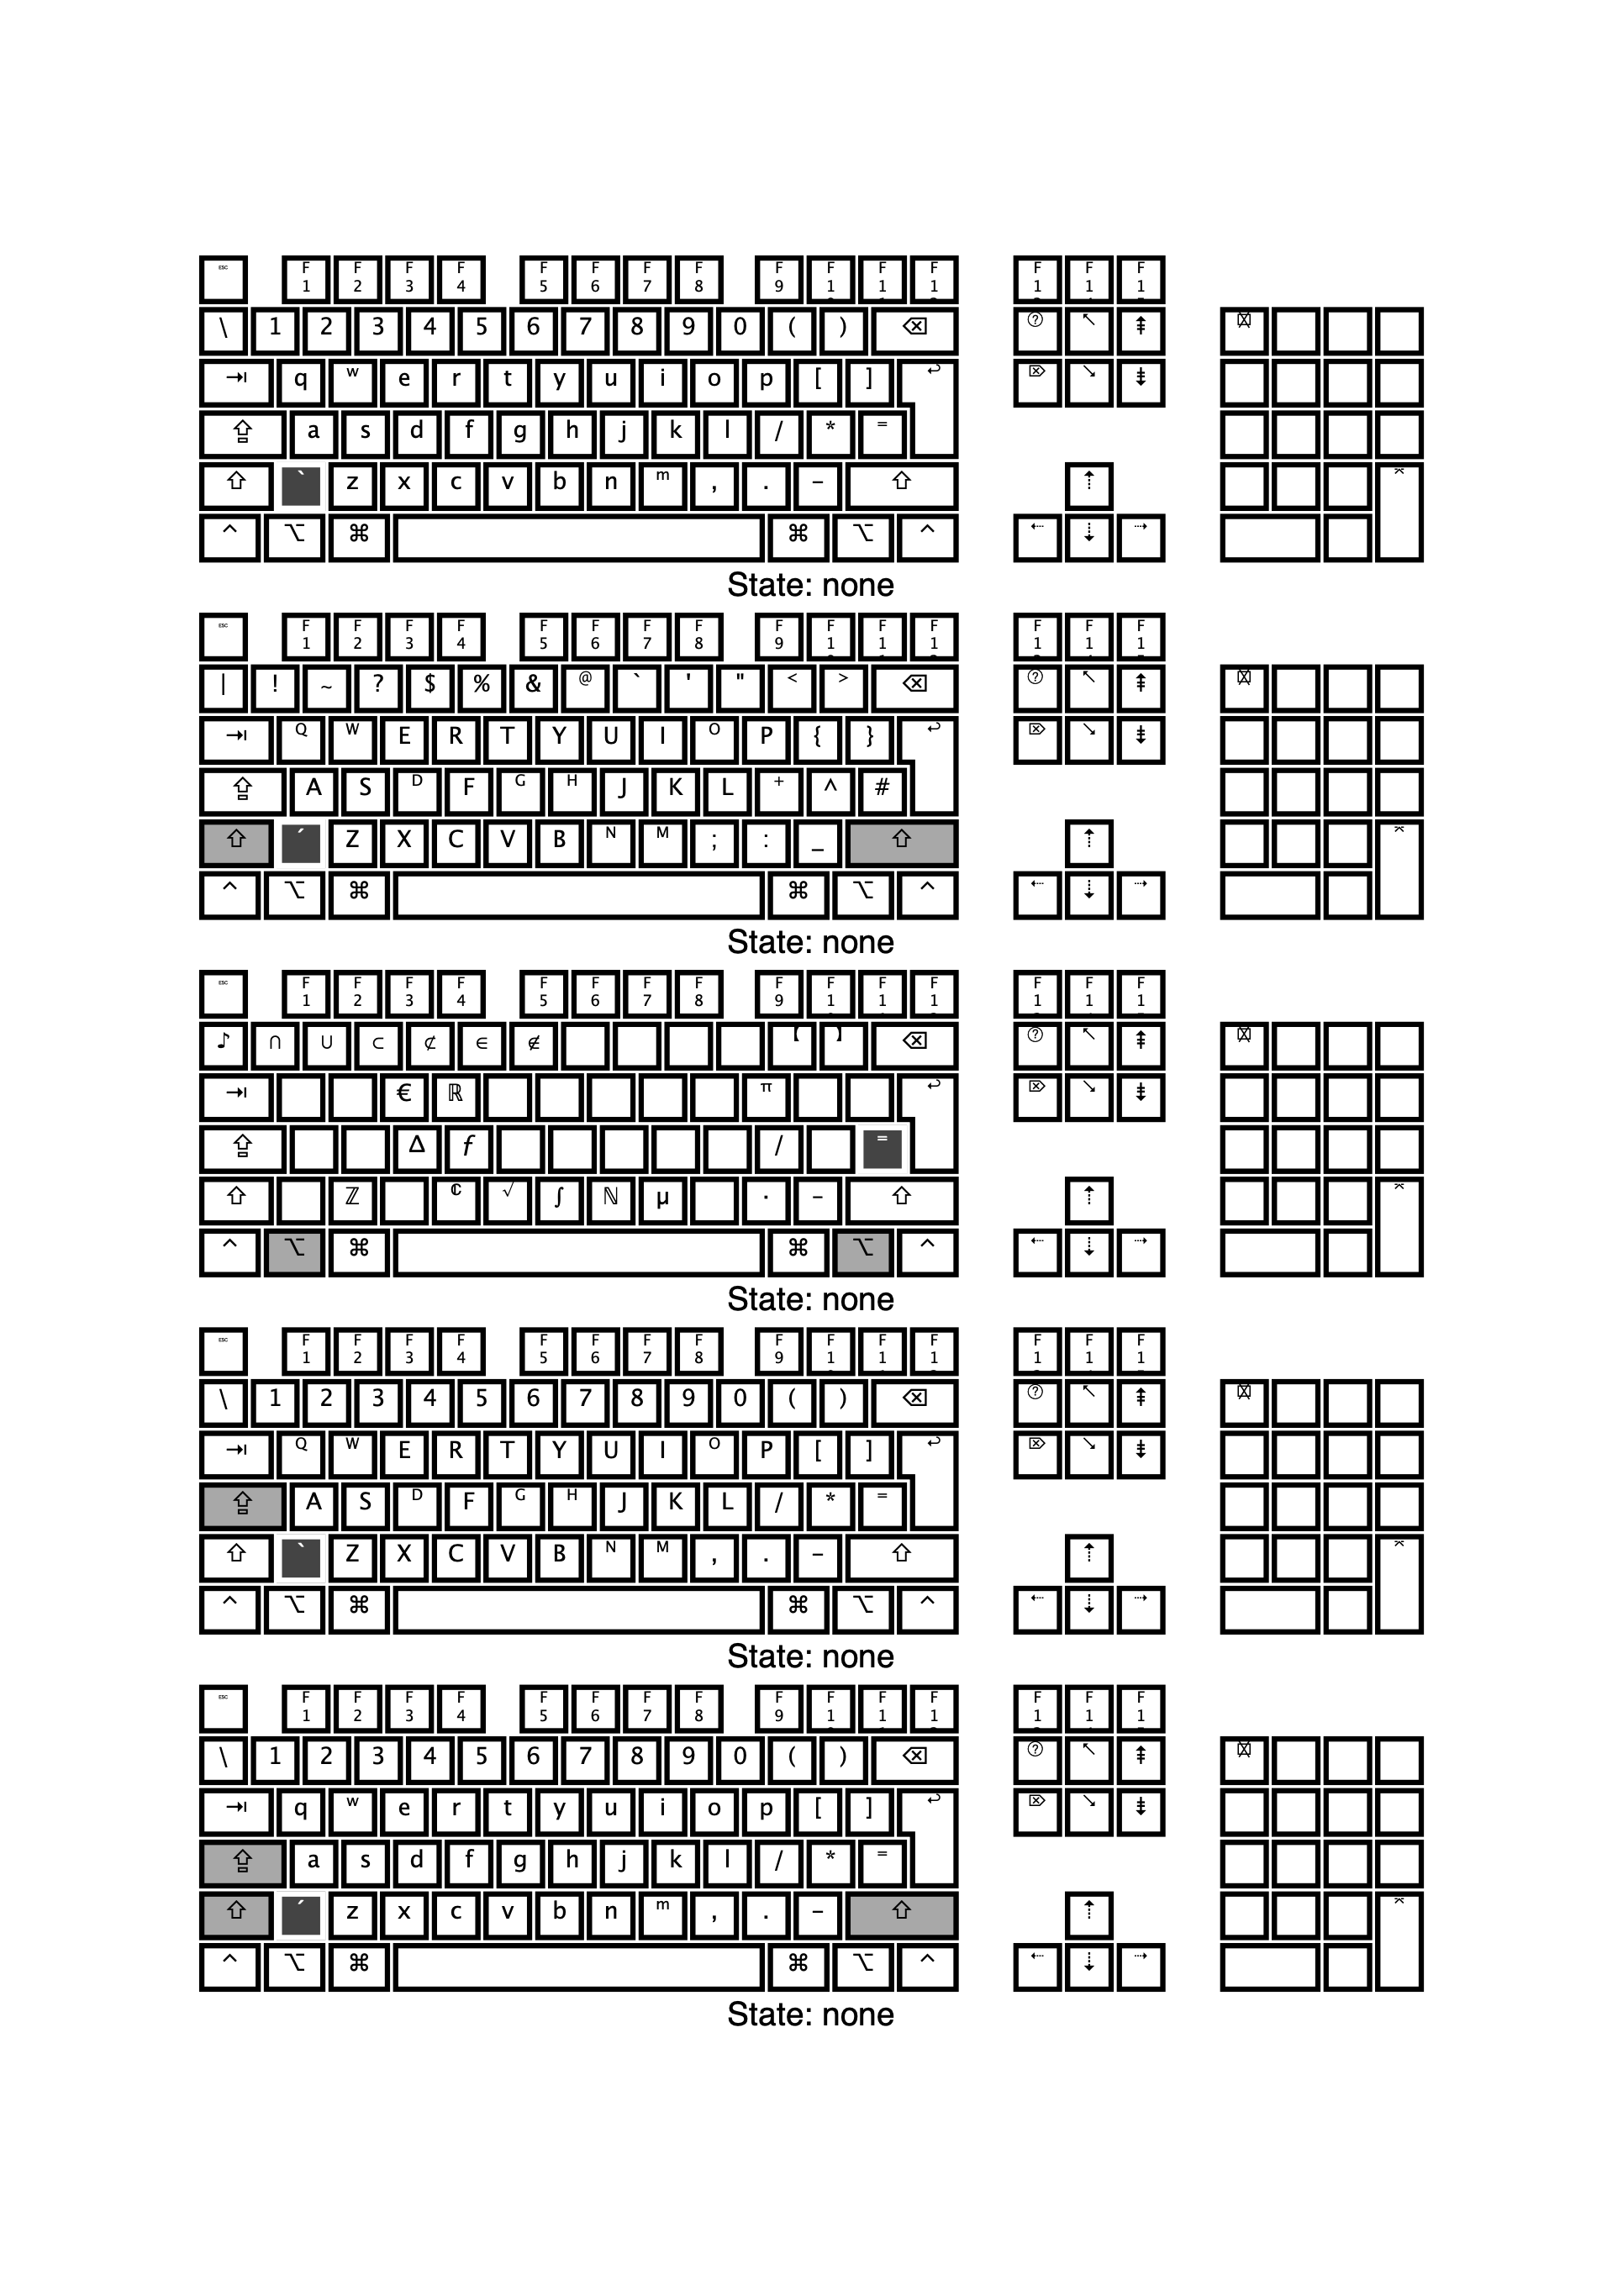 ESC F1 F2 F3 F4 F5 F6 F7 F8 F9 F1 F1 F1 F1 F1 F1
\ 1 2 3 4 5 6 7 8 9 0 ( ) ⌫ ? ↖ ⇞
⇥ q w e r t y u i o p [ ] ↩ ⌦ ↘ ⇟
⇪ a s d f g h j k l / * =
⇧ ` z x c v b n m , . – ⇧ ⇡ ⌤
^ ⌥ ⌘ ⌘ ⌥ ^ ⇠ ⇣ ⇢
State: none
ESC F1 F2 F3 F4 F5 F6 F7 F8 F9 F1 F1 F1 F1 F1 F1
| ! ~ ? $ % & @ ` ' " < > ⌫ ? ↖ ⇞
⇥ Q W E R T Y U I O P { } ↩ ⌦ ↘ ⇟
⇪ A S D F G H J K L + ^ #
⇧ ´ Z X C V B N M ; : _ ⇧ ⇡ ⌤
^ ⌥ ⌘ ⌘ ⌥ ^ ⇠ ⇣ ⇢
State: none
ESC F1 F2 F3 F4 F5 F6 F7 F8 F9 F1 F1 F1 F1 F1 F1
♪ ∩ ∪ ⊂ ⊄ ∈ ∉ 【 】 ⌫ ? ↖ ⇞
⇥ € ℝ π ↩ ⌦ ↘ ⇟
⇪ ∆ ƒ / =
⇧ ℤ ℂ √ ∫ ℕ µ · – ⇧ ⇡ ⌤
^ ⌥ ⌘ ⌘ ⌥ ^ ⇠ ⇣ ⇢
State: none
ESC F1 F2 F3 F4 F5 F6 F7 F8 F9 F1 F1 F1 F1 F1 F1
\ 1 2 3 4 5 6 7 8 9 0 ( ) ⌫ ? ↖ ⇞
⇥ Q W E R T Y U I O P [ ] ↩ ⌦ ↘ ⇟
⇪ A S D F G H J K L / * =
⇧ ` Z X C V B N M , . – ⇧ ⇡ ⌤
^ ⌥ ⌘ ⌘ ⌥ ^ ⇠ ⇣ ⇢
State: none
ESC F1 F2 F3 F4 F5 F6 F7 F8 F9 F1 F1 F1 F1 F1 F1
\ 1 2 3 4 5 6 7 8 9 0 ( ) ⌫ ? ↖ ⇞
⇥ q w e r t y u i o p [ ] ↩ ⌦ ↘ ⇟
⇪ a s d f g h j k l / * =
⇧ ´ z x c v b n m , . – ⇧ ⇡ ⌤
^ ⌥ ⌘ ⌘ ⌥ ^ ⇠ ⇣ ⇢
State: none